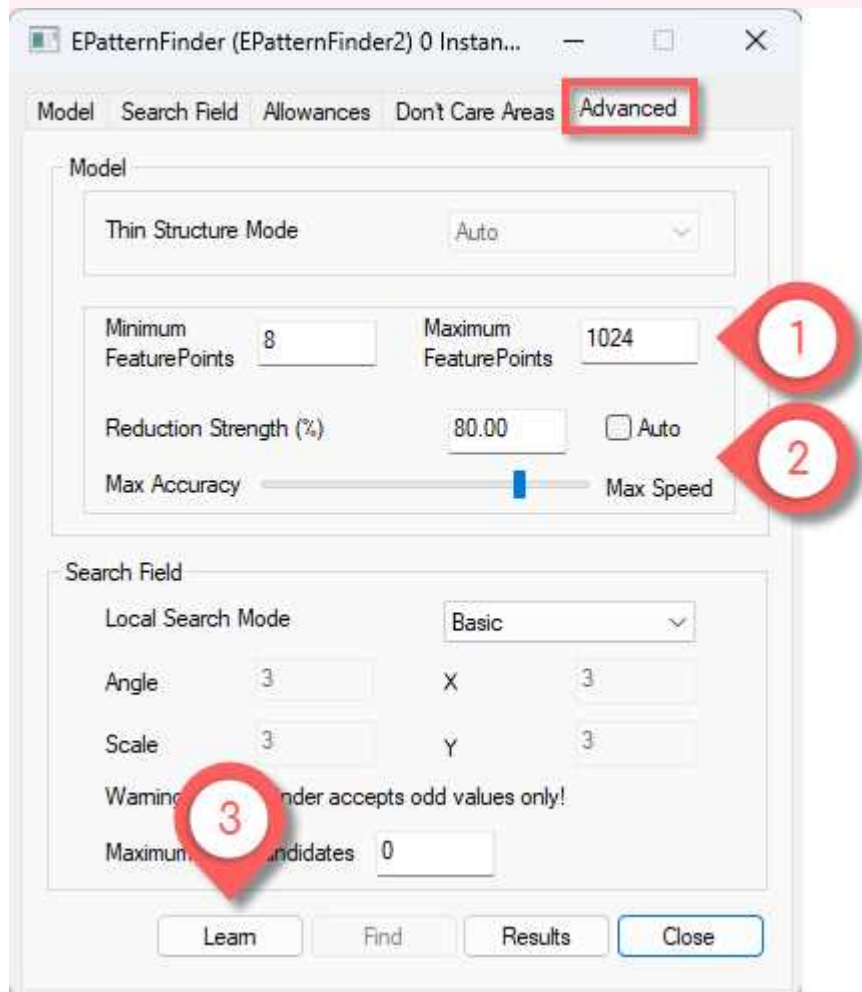 EPatternFinder (EPatternFinder2) 0 Instan...
Model Search Field Allowances Don't Care Areas Advanced
Model
Thin Structure Mode Auto
Minimum FeaturePoints 8 Maximum FeaturePoints 1024
1
Reduction Strength (%) 80.00 Auto
2
Max Accuracy Max Speed
Search Field
Local Search Mode Basic
Angle 3 X 3
Scale 3 Y 3
Warning inder accepts odd values only!
3
Maximum andidates 0
Learn Find Results Close